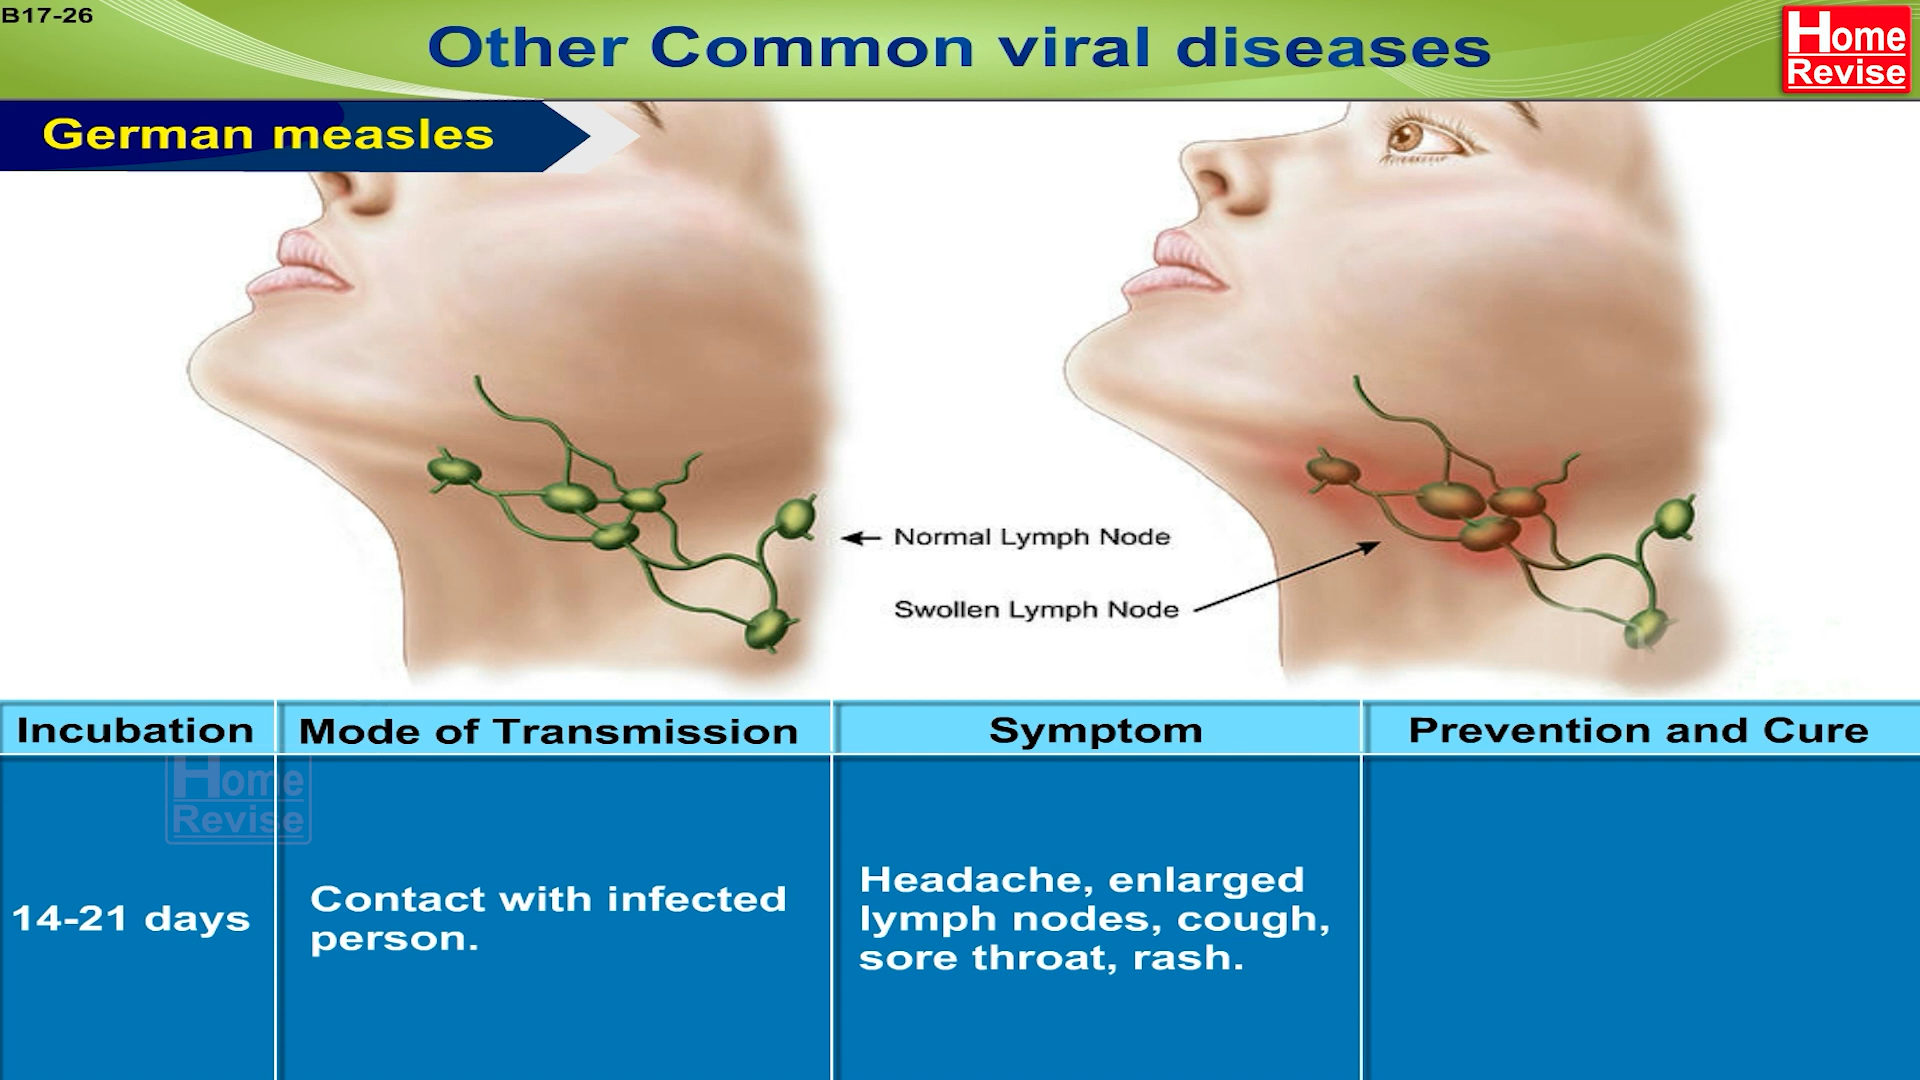 B17-26
Other Common viral diseases
Home
Revise
German measles
Normal Lymph Node
Swollen Lymph Node
Incubation
Mode of Transmission
Symptom
Prevention and Cure
Home
Revise
14-21 days
Contact with infected
person.
Headache, enlarged
lymph nodes, cough,
sore throat, rash.